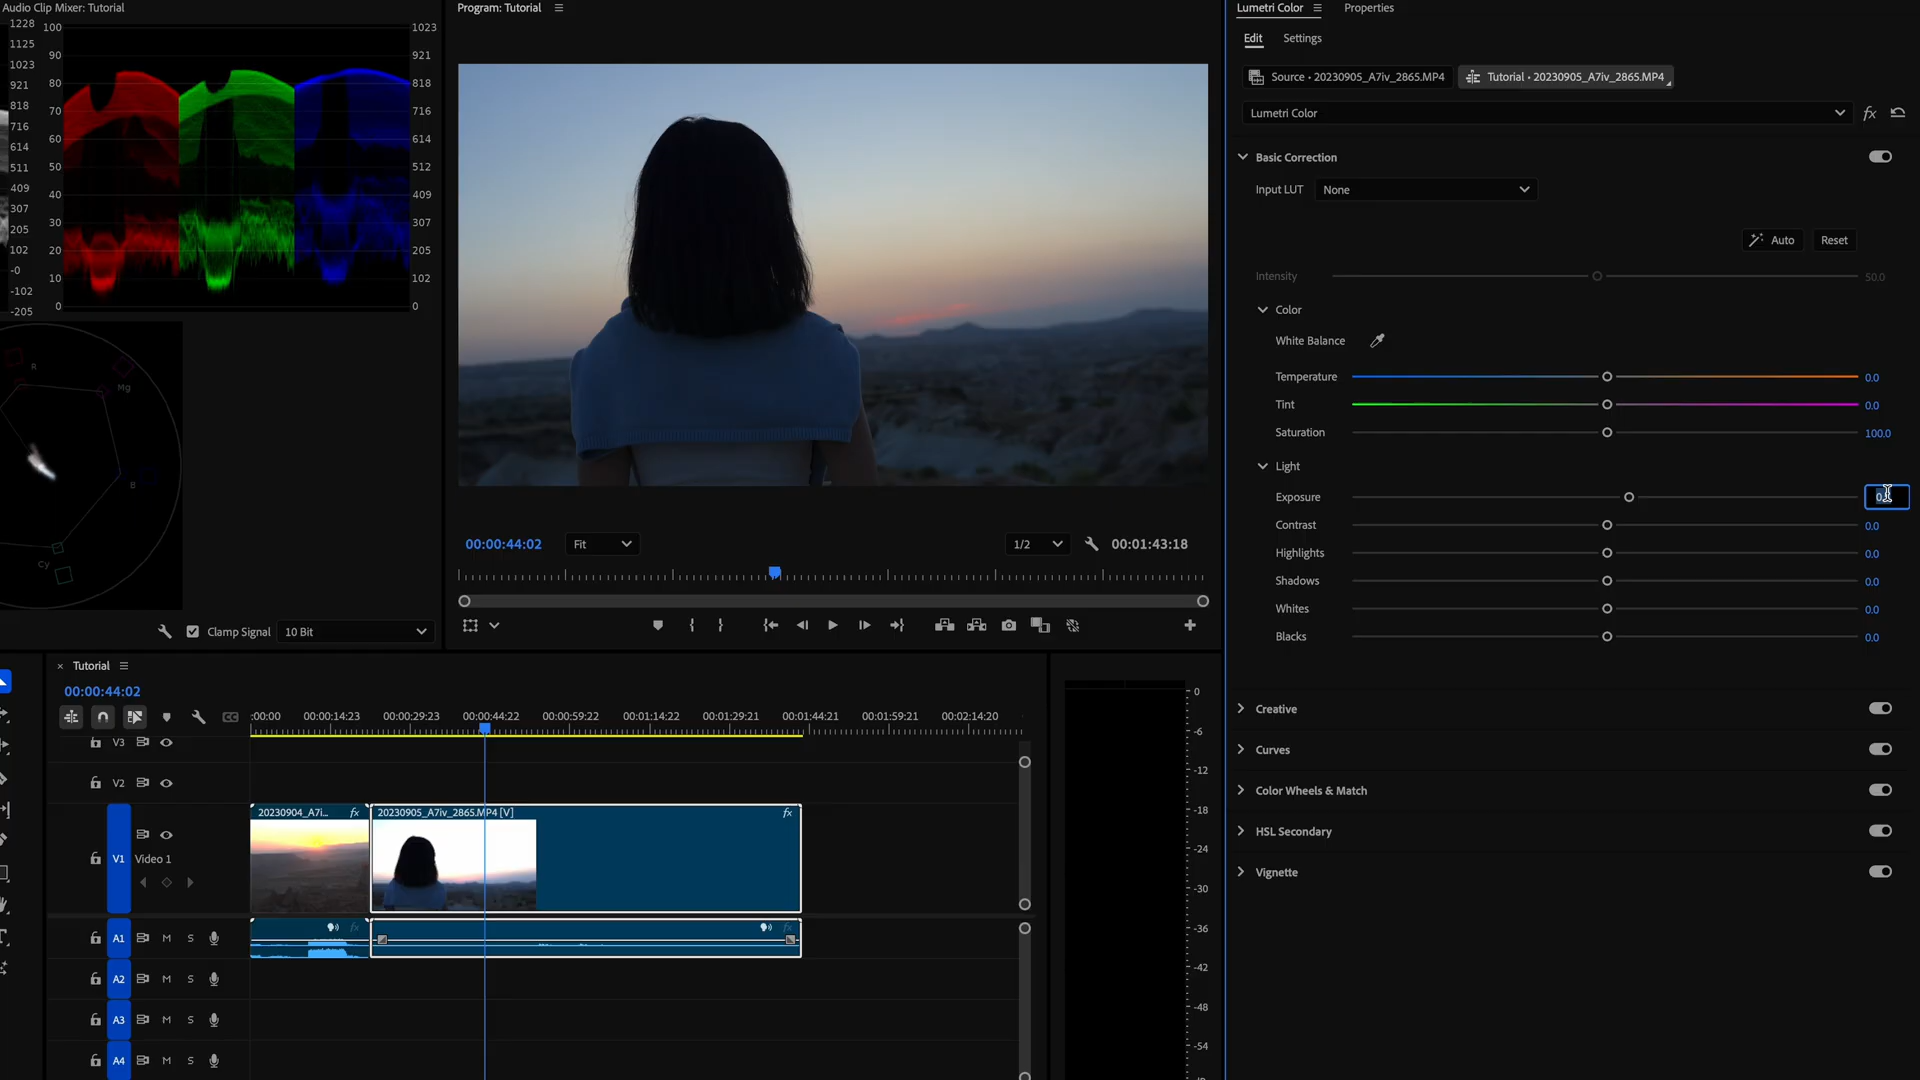 Audio Clip Mixer: Tutorial
1228
1125
1023
921
818
716
614
511
409
307
205
102
-0
-102
-205
100
90
80
70
60
50
40
30
20
10
0
1023
921
818
716
614
512
409
307
205
102
0
R
Mg
B
Cy
Clamp Signal
10 Bit
Program: Tutorial
00:00:44:02
Fit
1/2
00:01:43:18
Lumetri Color
Properties
Edit
Settings
Source • 20230905_A7iv_2865.MP4
Tutorial • 20230905_A7iv_2865.MP4
Lumetri Color
fx
Basic Correction
Input LUT
None
Auto
Reset
Intensity
50.0
Color
White Balance
Temperature
0.0
Tint
0.0
Saturation
100.0
Light
Exposure
Contrast
0.0
Highlights
0.0
Shadows
0.0
Whites
0.0
Blacks
0.0
Creative
Curves
Color Wheels & Match
HSL Secondary
Vignette
× Tutorial
00:00:44:02
CC
:00:00
00:00:14:23
00:00:29:23
00:00:44:22
00:00:59:22
00:01:14:22
00:01:29:21
00:01:44:21
00:01:59:21
00:02:14:20
V3
V2
V1
Video 1
20230904_A7i...
fx
20230905_A7iv_2865.MP4 [V]
fx
A1
M
S
fx
fx
A2
M
S
A3
M
S
A4
M
S
0
-6
-12
-18
-24
-30
-36
-42
-48
-54